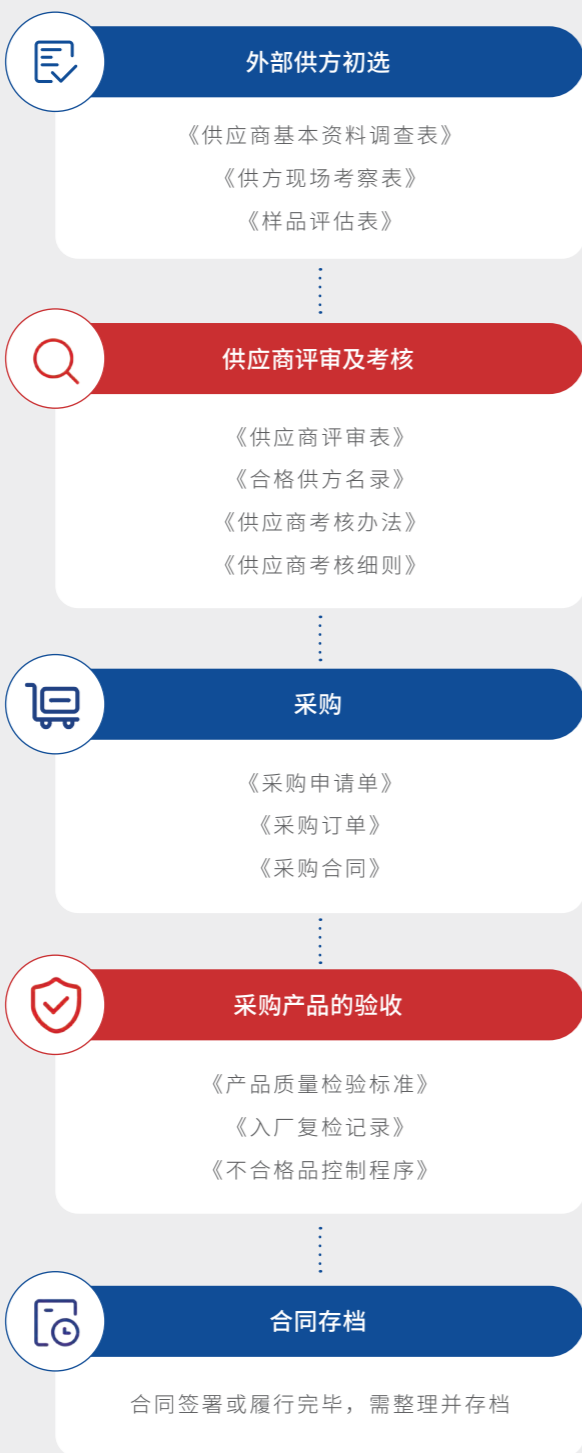 外部供方初选
《供应商基本资料调查表》
《供方现场考察表》
《样品评估表》
供应商评审及考核
《供应商评审表》
《合格供方名录》
《供应商考核办法》
《供应商考核细则》
采购
《采购申请单》
《采购订单》
《采购合同》
采购产品的验收
《产品质量检验标准》
《入厂复检记录》
《不合格品控制程序》
合同存档
合同签署或履行完毕，需整理并存档